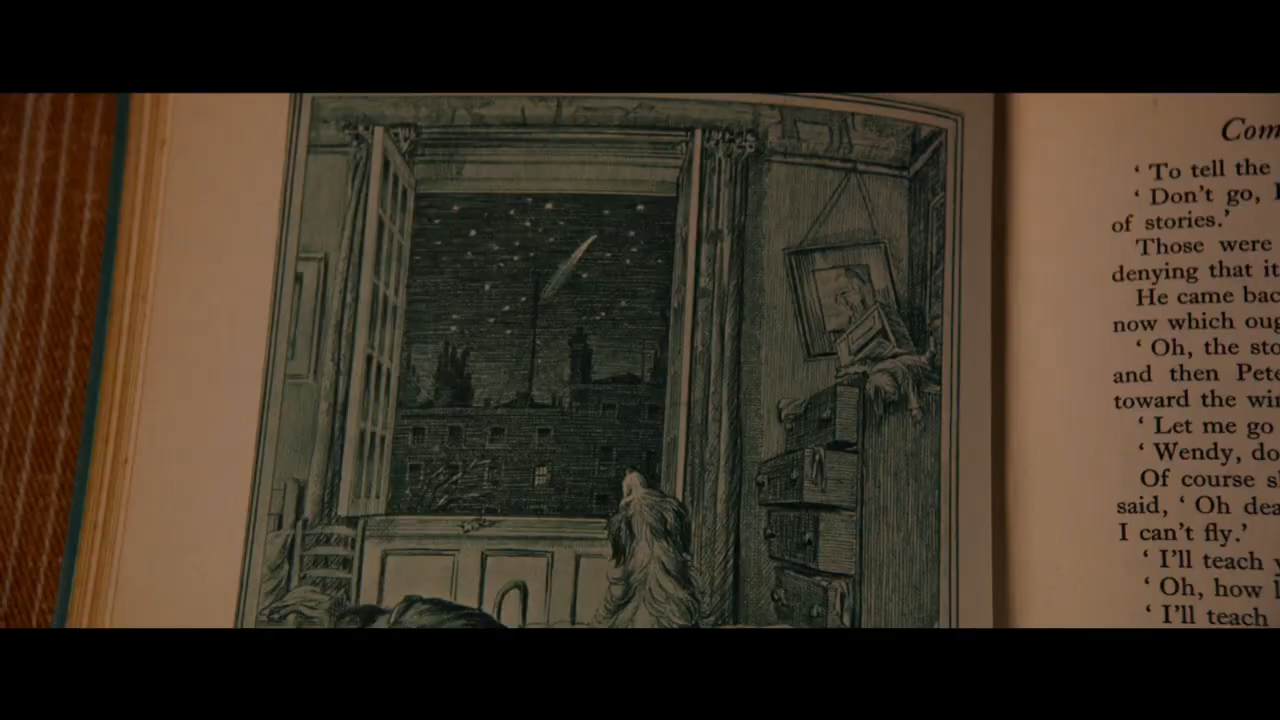 Com
‘ To tell the
‘ Don’t go,
of stories.’
Those were
denying that it
He came bac
now which oug
‘ Oh, the sto
and then Pete
toward the win
‘ Let me go
‘ Wendy, do
Of course s
said, ‘ Oh dea
I can’t fly.’
‘ I’ll teach
‘ Oh, how
‘ I’ll teach